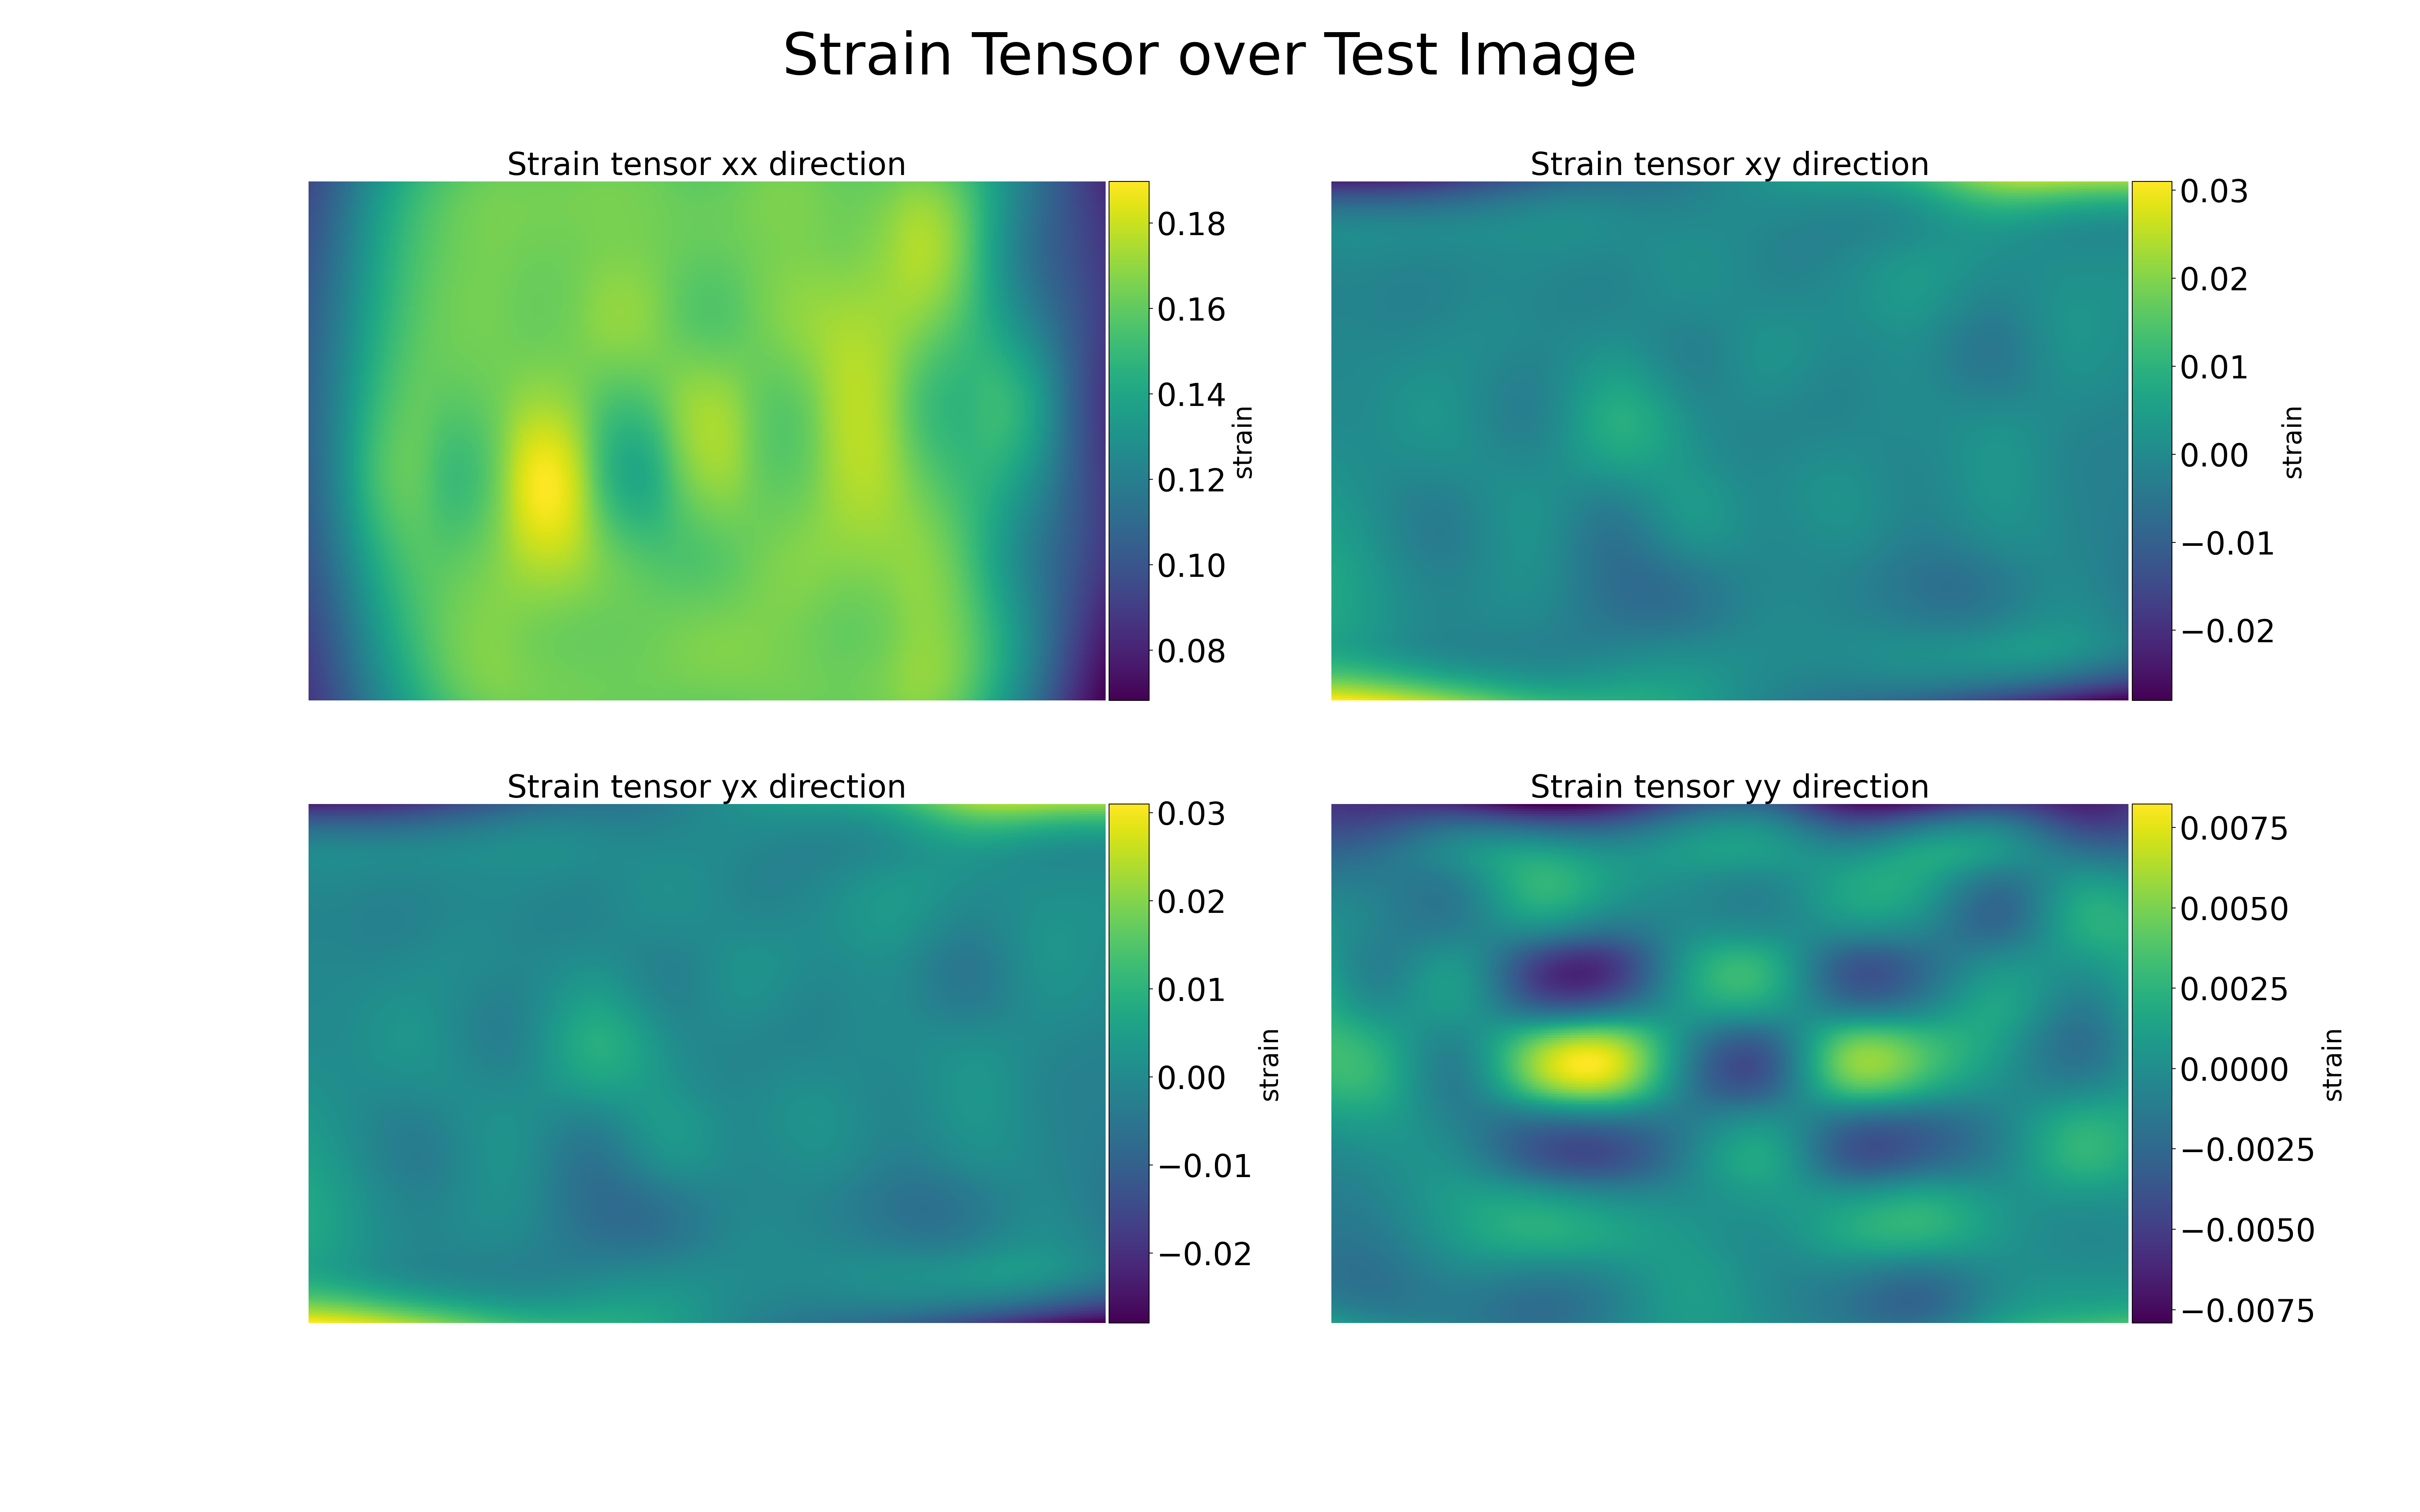 Strain Tensor over Test Image
Strain tensor xx direction
0.18
0.16
0.14
0.12
0.10
0.08
strain
Strain tensor xy direction
0.03
0.02
0.01
0.00
−0.01
−0.02
strain
Strain tensor yx direction
0.03
0.02
0.01
0.00
−0.01
−0.02
strain
Strain tensor yy direction
0.0075
0.0050
0.0025
0.0000
−0.0025
−0.0050
−0.0075
strain